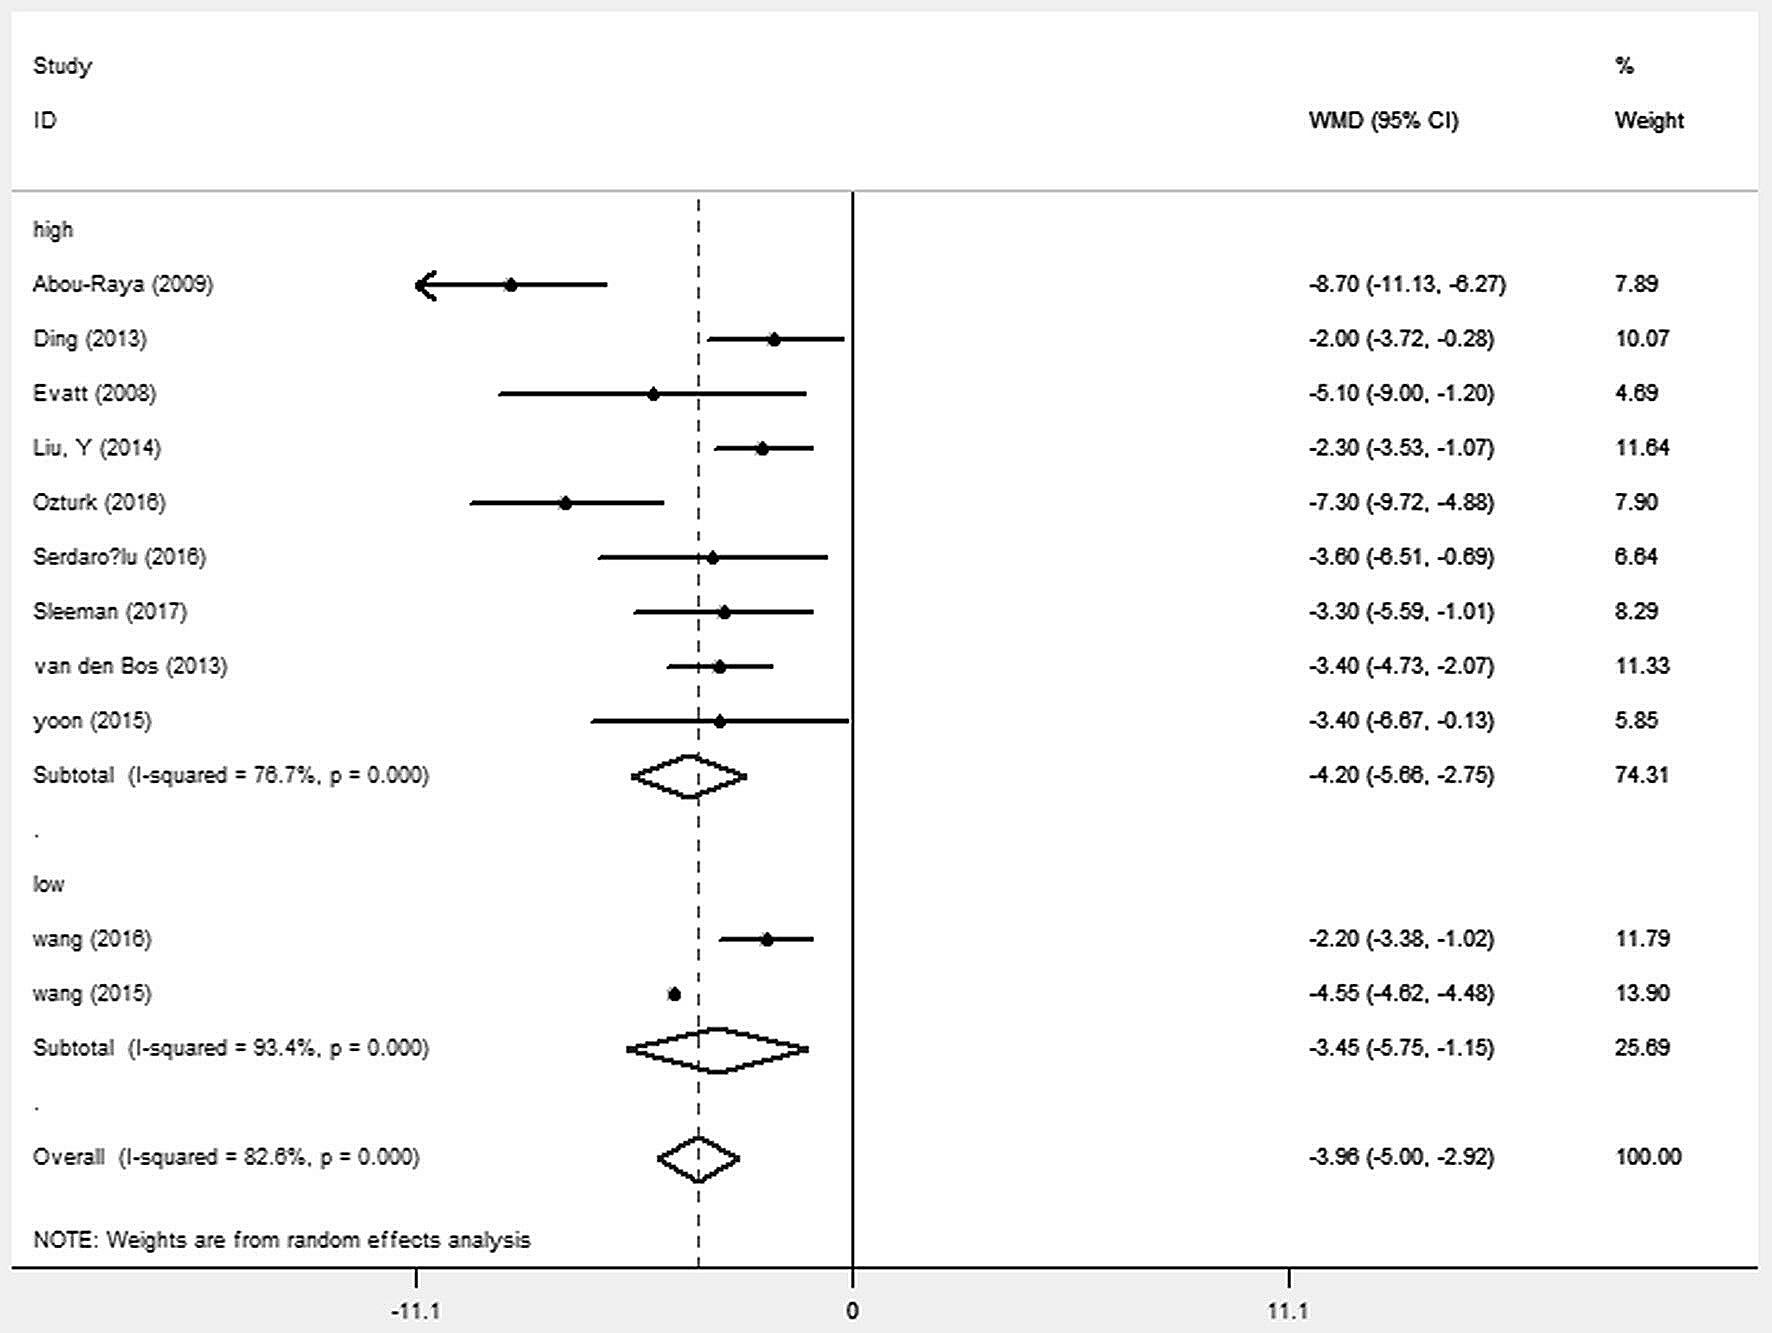 Study %
ID WMD (95% CI) Weight
high
Abou-Raya (2009) -8.70 (-11.13, -6.27) 7.89
Ding (2013) -2.00 (-3.72, -0.28) 10.07
Evatt (2008) -5.10 (-9.00, -1.20) 4.69
Liu, Y (2014) -2.30 (-3.53, -1.07) 11.64
Ozturk (2016) -7.30 (-9.72, -4.88) 7.90
Serdaro?lu (2016) -3.60 (-6.51, -0.69) 6.64
Sleeman (2017) -3.30 (-5.59, -1.01) 8.29
van den Bos (2013) -3.40 (-4.73, -2.07) 11.33
yoon (2015) -3.40 (-6.67, -0.13) 5.85
Subtotal (I-squared = 76.7%, p = 0.000) -4.20 (-5.66, -2.75) 74.31
.
low
wang (2016) -2.20 (-3.38, -1.02) 11.79
wang (2015) -4.55 (-4.62, -4.48) 13.90
Subtotal (I-squared = 93.4%, p = 0.000) -3.45 (-5.75, -1.15) 25.69
.
Overall (I-squared = 82.6%, p = 0.000) -3.96 (-5.00, -2.92) 100.00
NOTE: Weights are from random effects analysis
-11.1 0 11.1